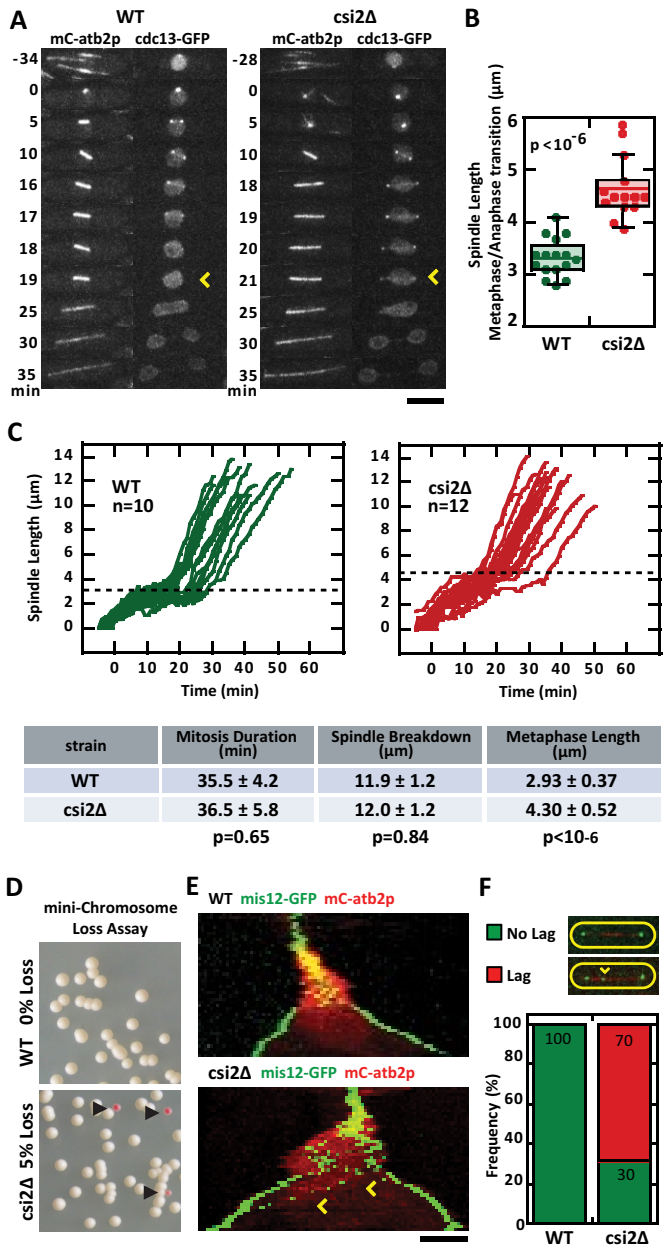 A
WT
csi2Δ
mC-atb2p cdc13-GFP
mC-atb2p cdc13-GFP
-34
0
5
10
16
17
18
19
25
30
35
min
-28
0
5
10
18
19
20
21
25
30
35
min
B
Spindle Length
Metaphase/Anaphase transition (μm)
6
5
4
3
2
p<10-6
WT
csi2Δ
C
Spindle Length (μm)
14
12
10
8
6
4
2
0
WT
n=10
0 10 20 30 40 50 60
Time (min)
14
12
10
8
6
4
2
0
csi2Δ
n=12
0 10 20 30 40 50 60
Time (min)
strain Mitosis Duration (min) Spindle Breakdown (μm) Metaphase Length (μm)
WT 35.5 ± 4.2 11.9 ± 1.2 2.93 ± 0.37
csi2Δ 36.5 ± 5.8 12.0 ± 1.2 4.30 ± 0.52
p=0.65 p=0.84 p<10-6
D
mini-Chromosome
Loss Assay
WT 0% Loss
csi2Δ 5% Loss
E
WT mis12-GFP mC-atb2p
csi2Δ mis12-GFP mC-atb2p
F
No Lag
Lag
Frequency (%)
100
80
60
40
20
0
100
70
30
WT
csi2Δ